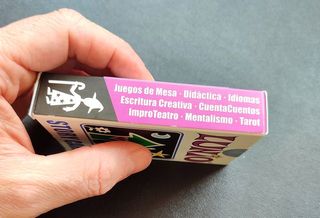 Juegos de Mesa · Didáctica · Idiomas
Escritura Creativa · CuentaCuentos
ImproTeatro · Mentalismo · Tarot